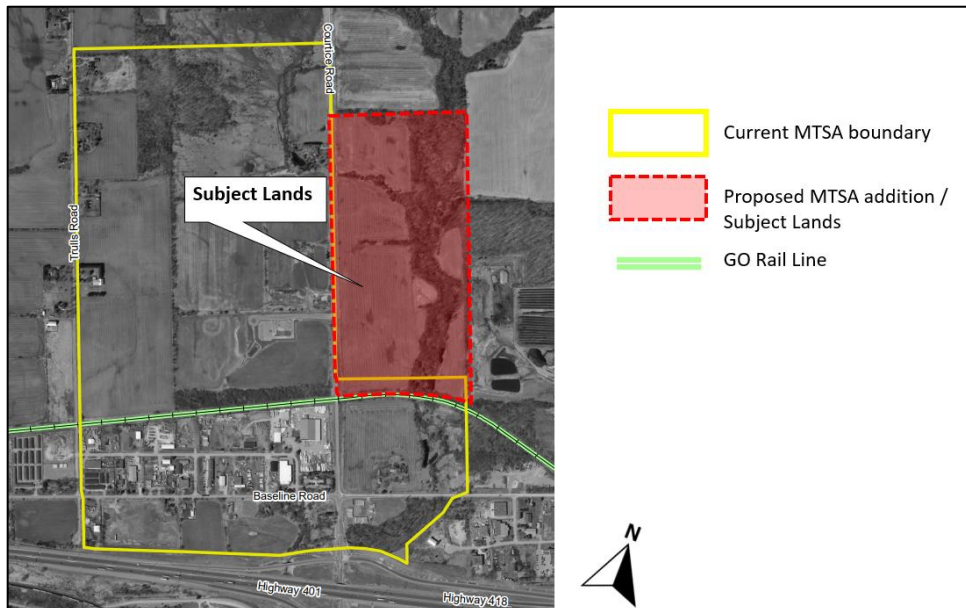 Courtice Road
Trulls Road
Subject Lands
Baseline Road
Highway 401
Highway 418
Current MTSA boundary
Proposed MTSA addition /
Subject Lands
GO Rail Line
N